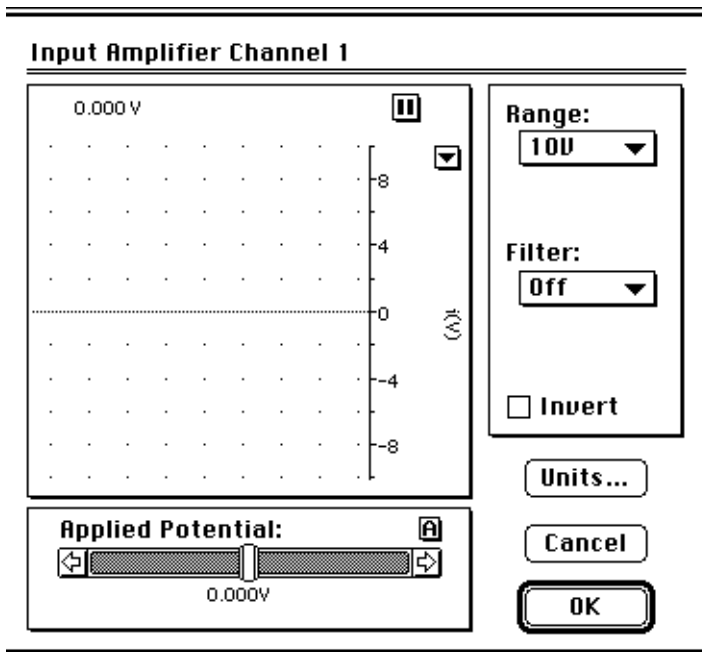 Input Amplifier Channel 1
0.000 V
8
4
0
-4
-8
i(V)
Range:
10V
Filter:
Off
Invert
Units...
Applied Potential:
A
0.000V
Cancel
OK